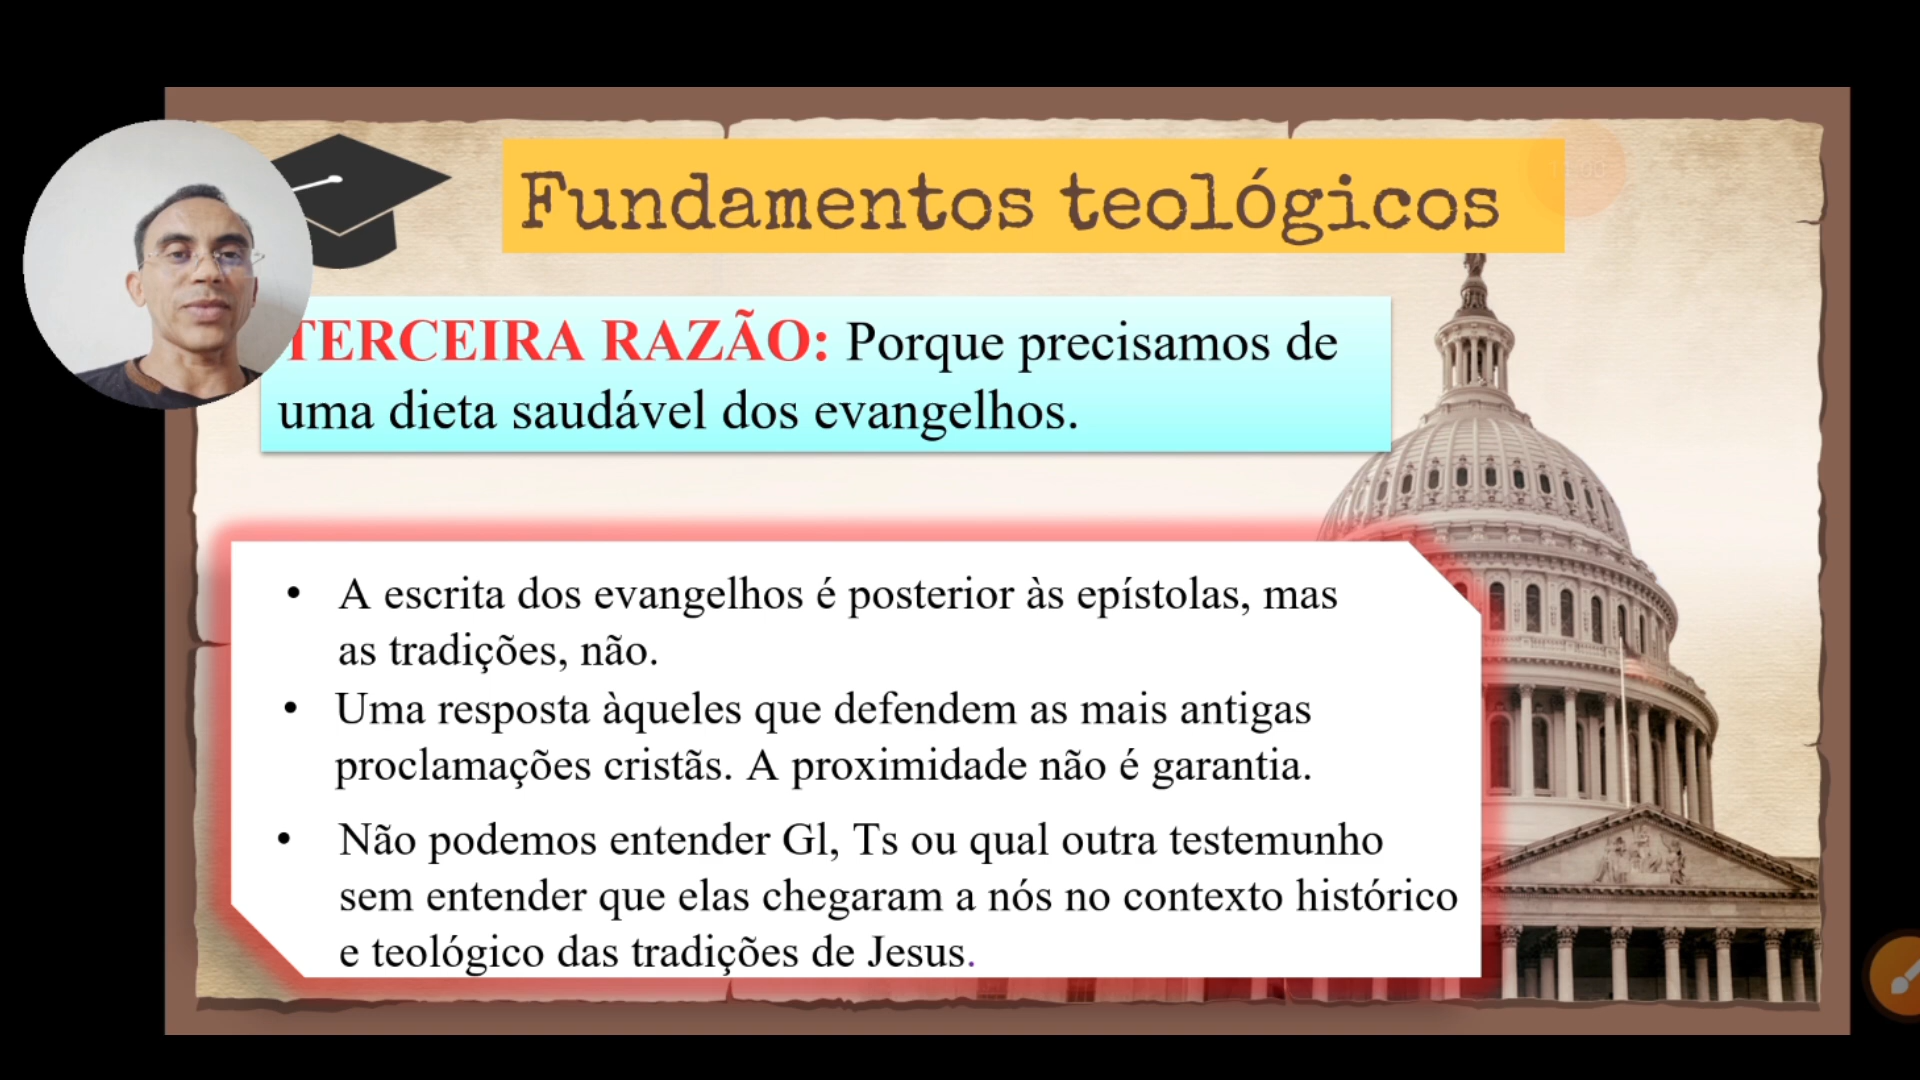 Fundamentos teológicos
TERCEIRA RAZÃO: Porque precisamos de
uma dieta saudável dos evangelhos.
• A escrita dos evangelhos é posterior às epístolas, mas
as tradições, não.
• Uma resposta àqueles que defendem as mais antigas
proclamações cristãs. A proximidade não é garantia.
• Não podemos entender Gl, Ts ou qual outra testemunho
sem entender que elas chegaram a nós no contexto histórico
e teológico das tradições de Jesus.